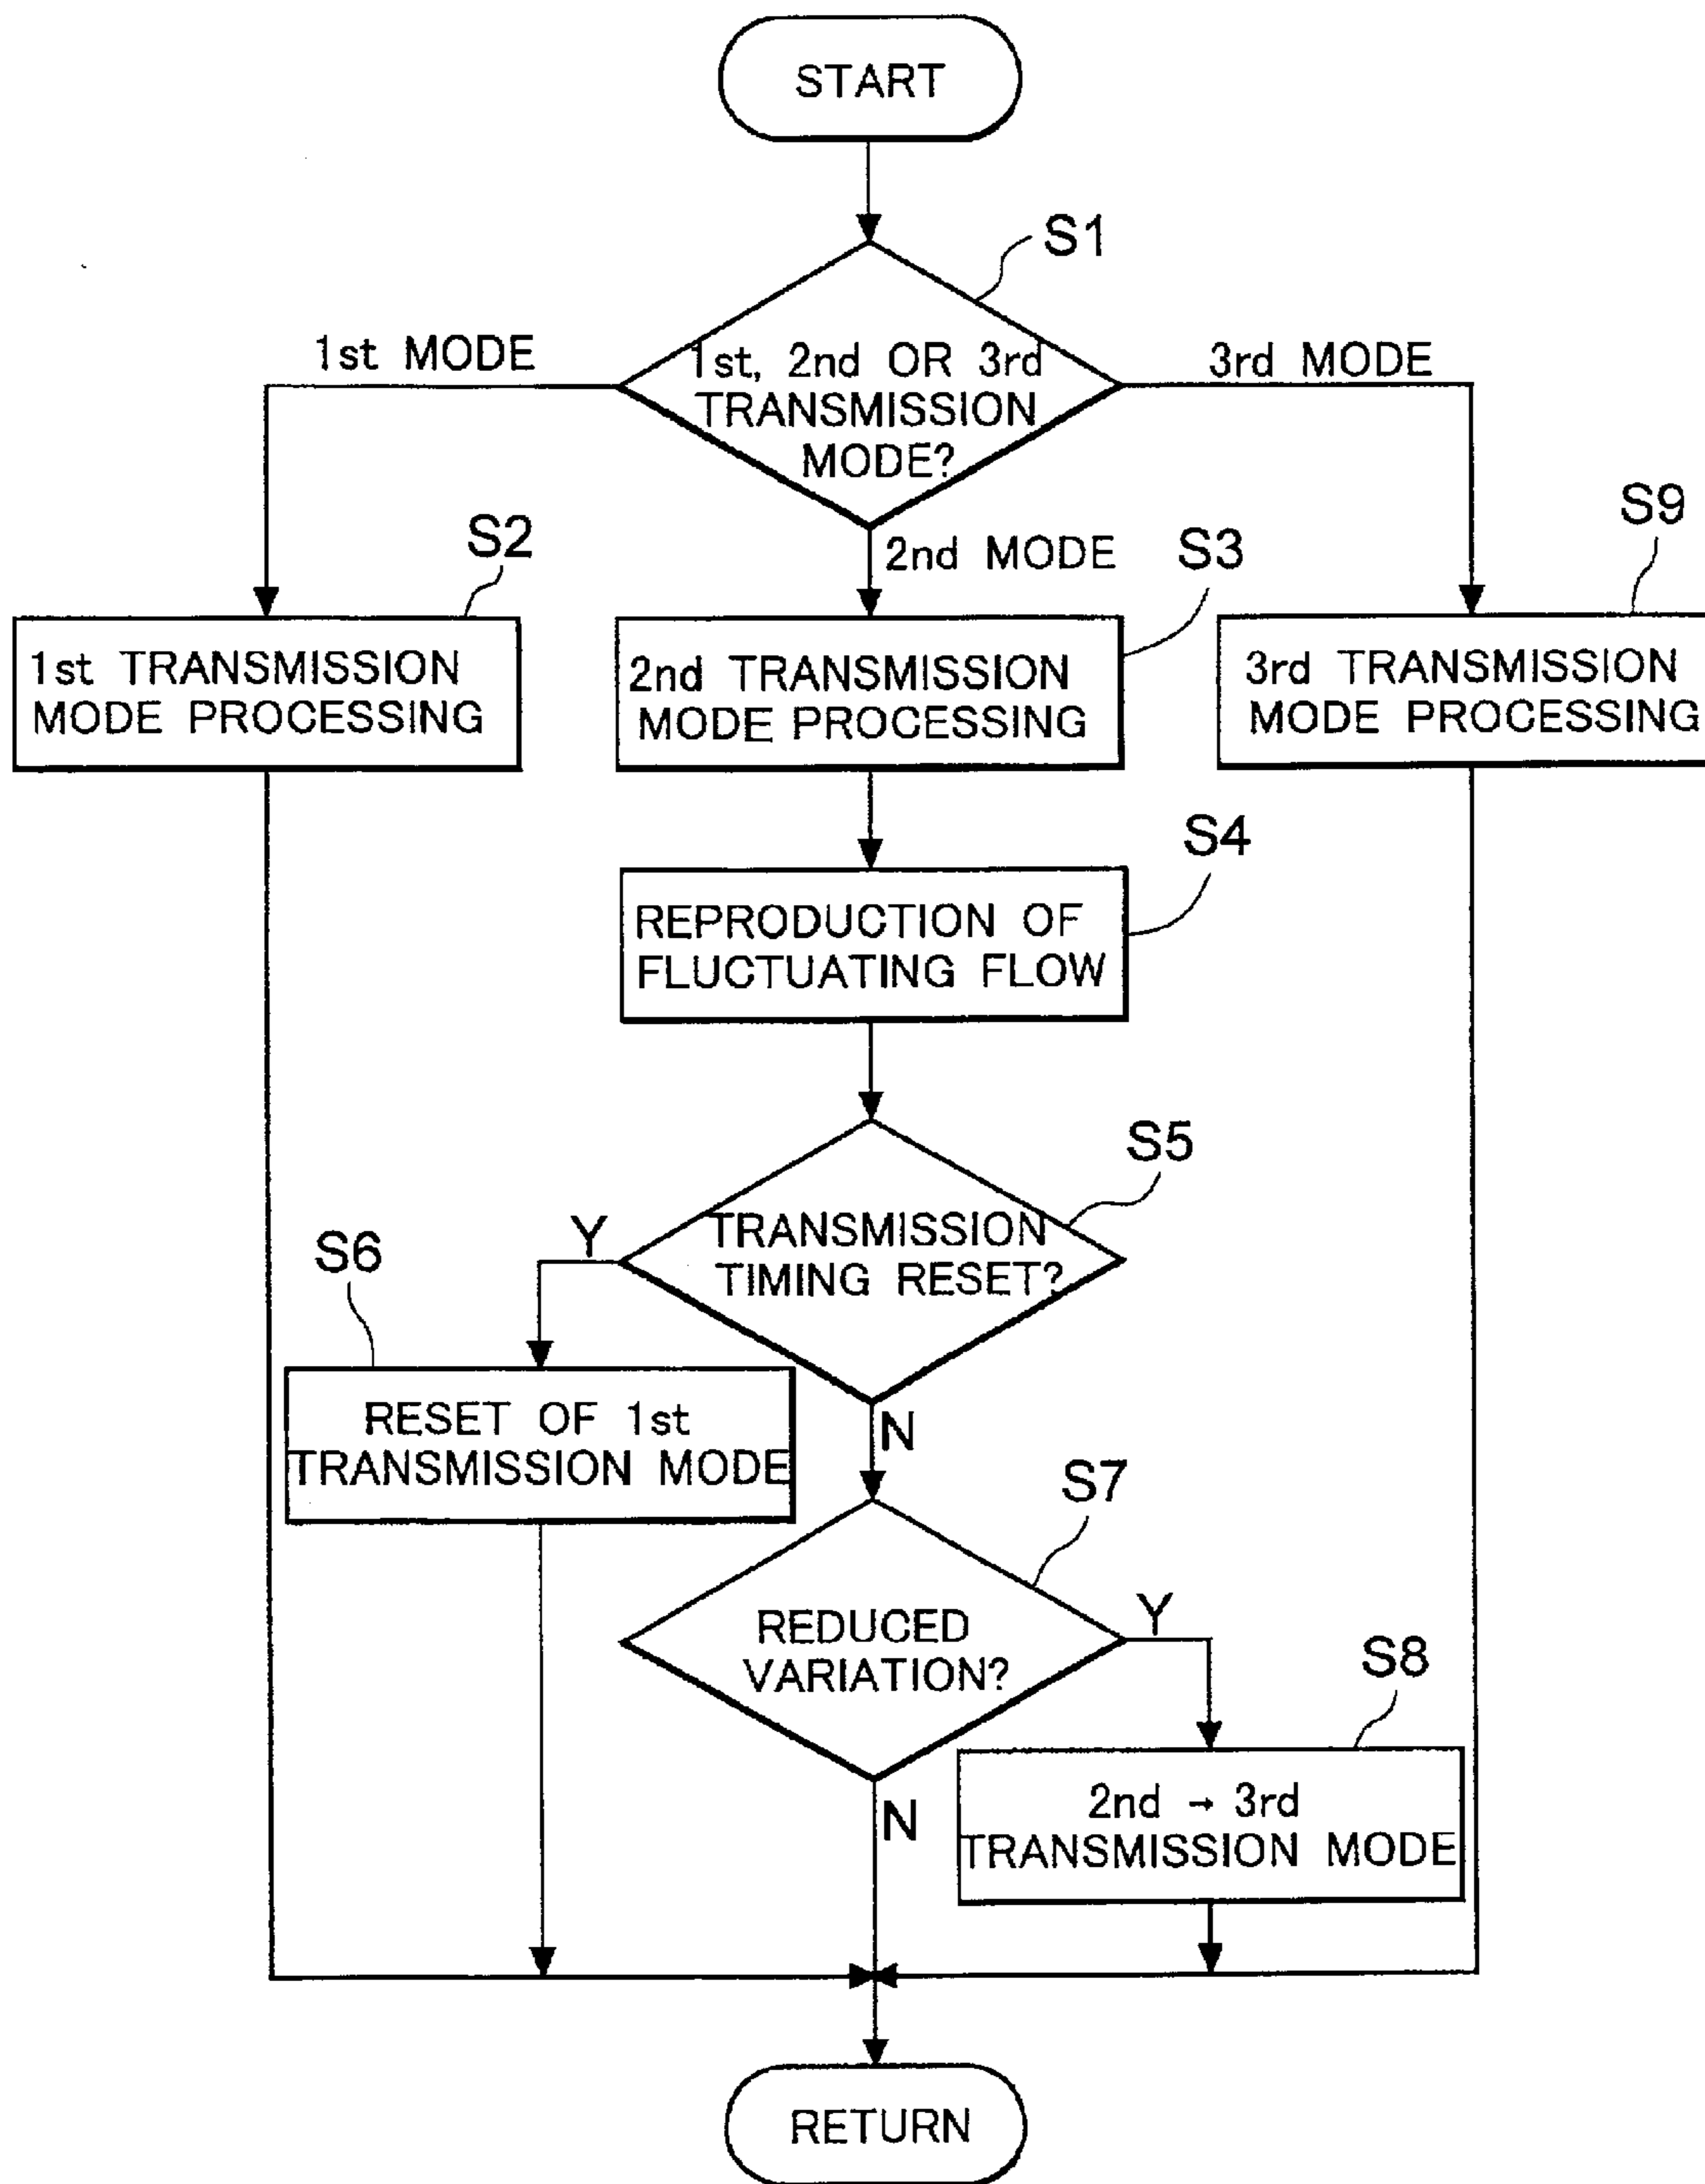 START
S1
1st MODE
1st, 2nd OR 3rd
TRANSMISSION
MODE?
3rd MODE
2nd MODE
S2
1st TRANSMISSION
MODE PROCESSING
S3
2nd TRANSMISSION
MODE PROCESSING
S9
3rd TRANSMISSION
MODE PROCESSING
S4
REPRODUCTION OF
FLUCTUATING FLOW
S5
TRANSMISSION
TIMING RESET?
Y
N
S6
RESET OF 1st
TRANSMISSION MODE
S7
REDUCED
VARIATION?
Y
N
S8
2nd → 3rd
TRANSMISSION MODE
RETURN